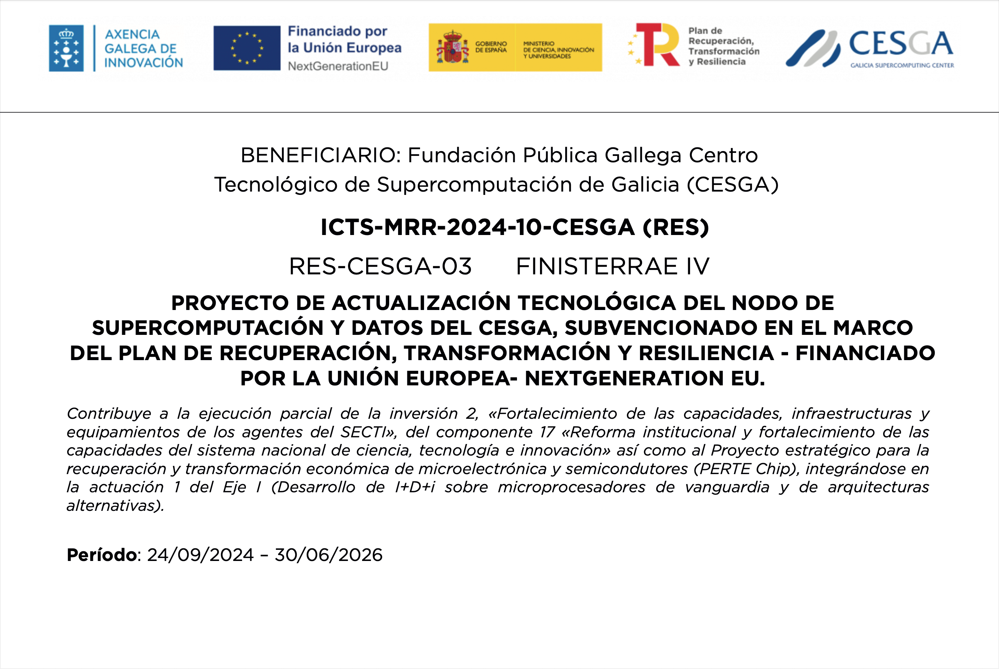 AXENCIA
GALEGA DE
INNOVACIÓN
Financiado por
la Unión Europea
NextGenerationEU
GOBIERNO
DE ESPAÑA
MINISTERIO
DE CIENCIA, INNOVACIÓN
Y UNIVERSIDADES
TR
Plan de
Recuperación,
Transformación
y Resiliencia
CESGA
GALICIA SUPERCOMPUTING CENTER
BENEFICIARIO: Fundación Pública Gallega Centro
Tecnológico de Supercomputación de Galicia (CESGA)
ICTS-MRR-2024-10-CESGA (RES)
RES-CESGA-03 FINISTERRAE IV
PROYECTO DE ACTUALIZACIÓN TECNOLÓGICA DEL NODO DE
SUPERCOMPUTACIÓN Y DATOS DEL CESGA, SUBVENCIONADO EN EL MARCO
DEL PLAN DE RECUPERACIÓN, TRANSFORMACIÓN Y RESILIENCIA - FINANCIADO
POR LA UNIÓN EUROPEA- NEXTGENERATION EU.
Contribuye a la ejecución parcial de la inversión 2, «Fortalecimiento de las capacidades, infraestructuras y
equipamientos de los agentes del SECTI», del componente 17 «Reforma institucional y fortalecimiento de las
capacidades del sistema nacional de ciencia, tecnología e innovación» así como al Proyecto estratégico para la
recuperación y transformación económica de microelectrónica y semicondutores (PERTE Chip), integrándose en
la actuación 1 del Eje I (Desarrollo de I+D+i sobre microprocesadores de vanguardia y de arquitecturas
alternativas).
Período: 24/09/2024 – 30/06/2026